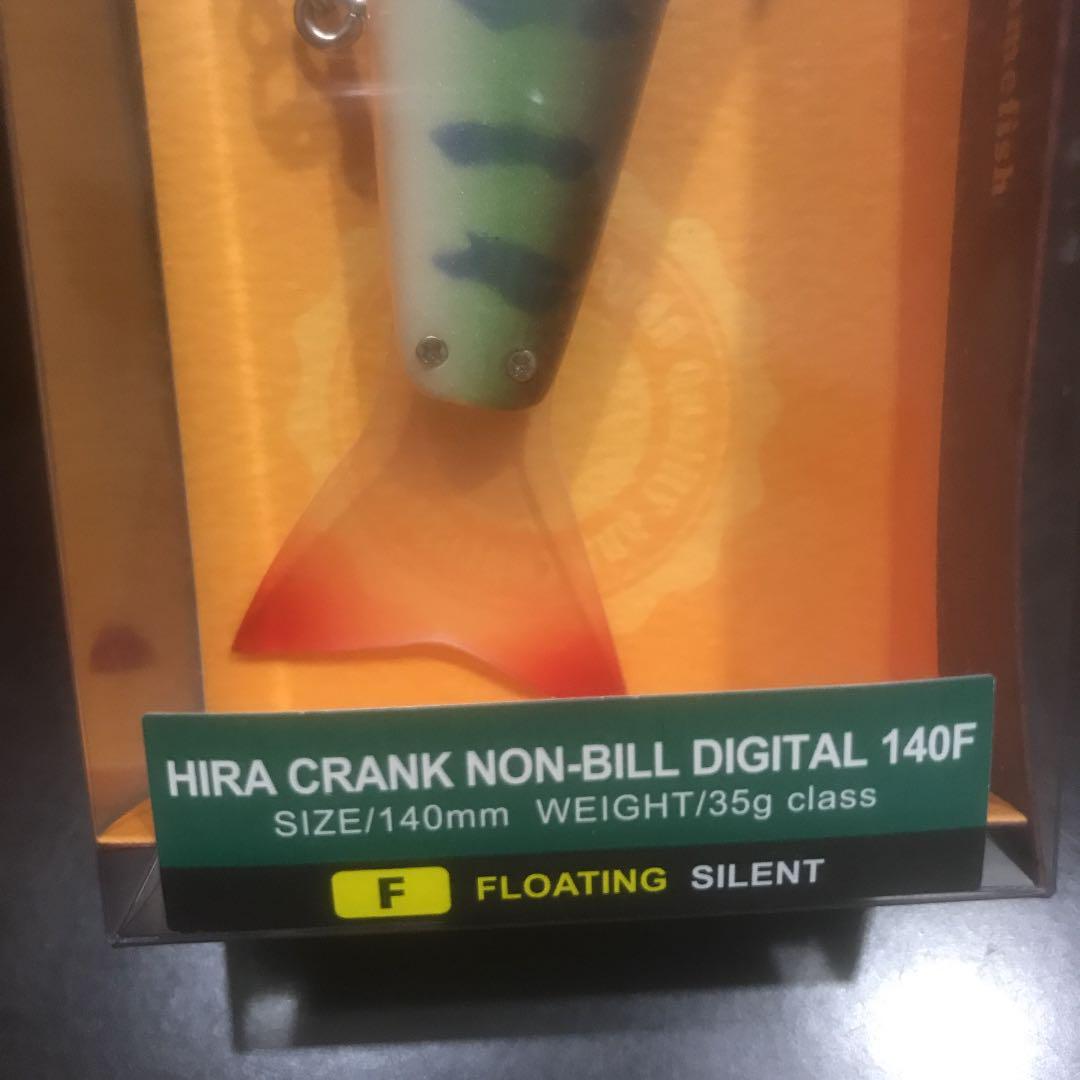 HIRA CRANK NON-BILL DIGITAL 140F
SIZE/140mm WEIGHT/35g class
F FLOATING SILENT